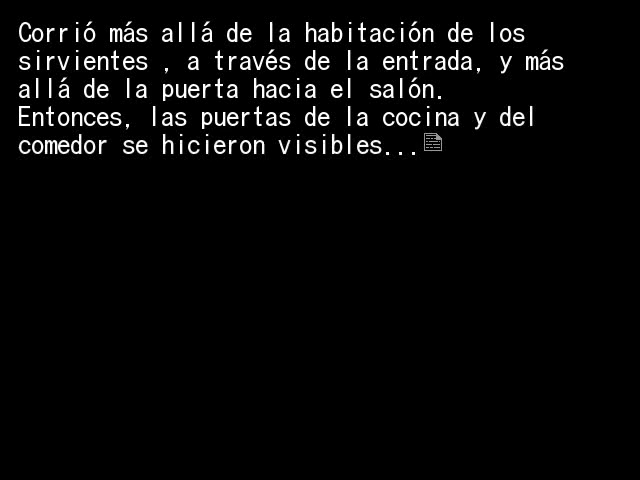 Corrió más allá de la habitación de los
sirvientes , a través de la entrada, y más
allá de la puerta hacia el salón.
Entonces, las puertas de la cocina y del
comedor se hicieron visibles...